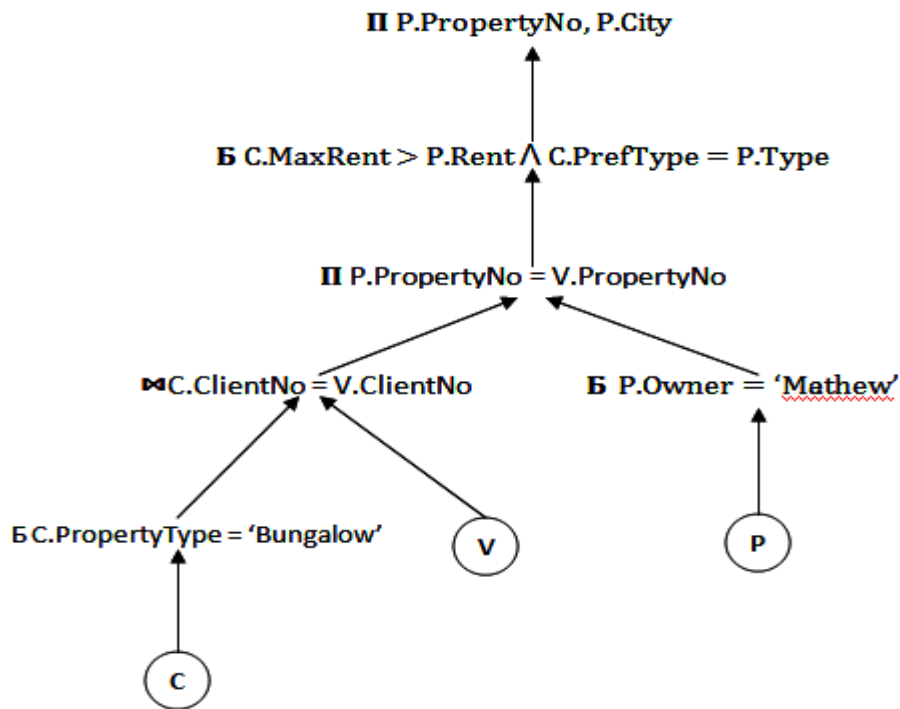 Π P.PropertyNo, P.City
Б C.MaxRent > P.Rent Λ C.PrefType = P.Type
Π P.PropertyNo = V.PropertyNo
⋈C.ClientNo = V.ClientNo
Б P.Owner = ‘Mathew’
Б C.PropertyType = ‘Bungalow’
V
P
C